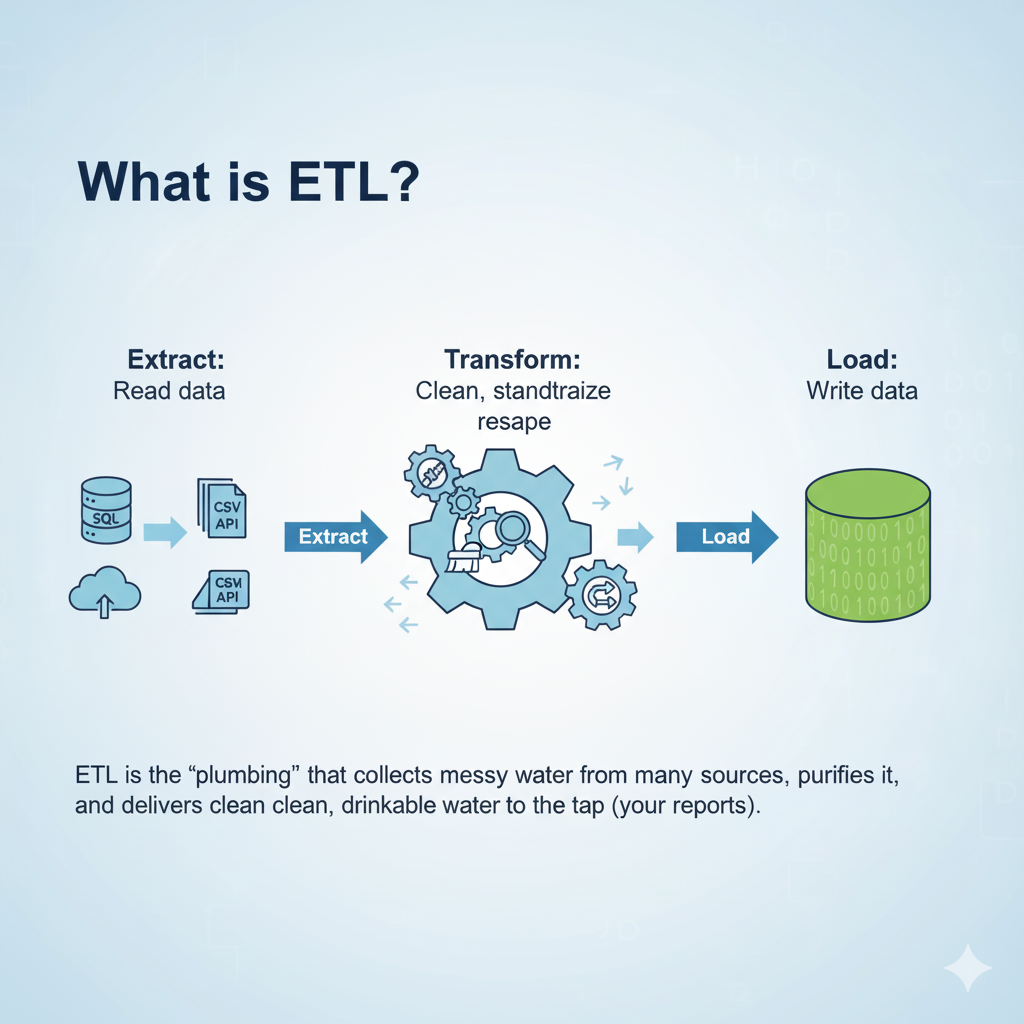 What is ETL?
Extract:
Read data
Transform:
Clean, standtraize
resape
Load:
Write data
SQL
CSV
API
CSV
API
Extract
Load
ETL is the “plumbing” that collects messy water from many sources, purifies it,
and delivers clean clean, drinkable water to the tap (your reports).